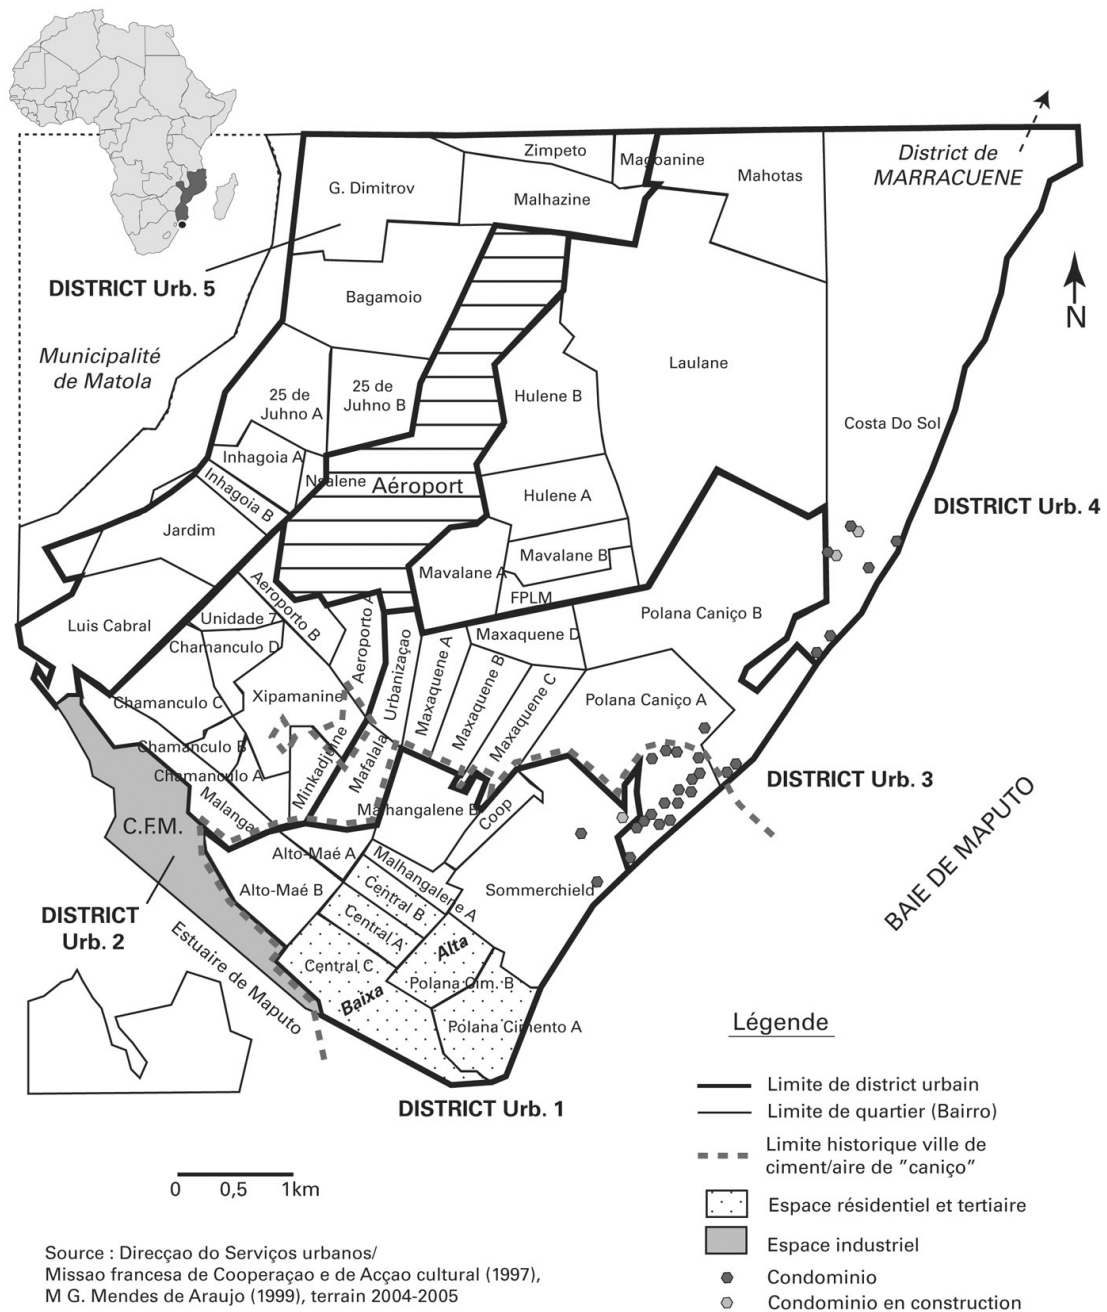 Zimpeto
Magoanine
District de
MARRACUENE
G. Dimitrov
Malhazine
Mahotas
DISTRICT Urb. 5
Bagamoio
N
Municipalité
de Matola
Laulane
25 de
Juhno A
25 de
Juhno B
Hulene B
Costa Do Sol
Inhagoia A
Inhagoia B
Nsalene
Aéroport
Hulene A
DISTRICT Urb. 4
Jardim
Mavalane B
Mavalane A
FPLM
Aeroporto B
Aeroporto A
Luis Cabral
Unidade 7
Polana Caniço B
Chamanculo D
Urbanizaçao
Maxaquene A
Maxaquene D
Maxaquene B
Maxaquene C
Chamanculo C
Xipamanine
Polana Caniço A
Chamanculo B
Chamanculo A
Minkadjuine
Mafalala
DISTRICT Urb. 3
Malanga
Malhangalene B
Coop
C.F.M.
Alto-Maé A
Malhangalene A
Alto-Maé B
Central B
Sommerchield
BAIE DE MAPUTO
DISTRICT
Urb. 2
Central A
Alta
Estuaire de Maputo
Central C
Baixa
Polana Cim. B
Polana Cimento A
DISTRICT Urb. 1
Légende
Limite de district urbain
Limite de quartier (Bairro)
Limite historique ville de
ciment/aire de ”caniço”
Espace résidentiel et tertiaire
Espace industriel
Condominio
Condominio en construction
0 0,5 1km
Source : Direcçao do Serviços urbanos/
Missao francesa de Cooperaçao e de Acçao cultural (1997),
M G. Mendes de Araujo (1999), terrain 2004-2005